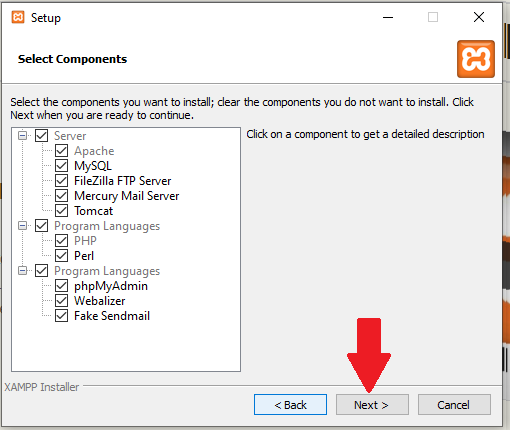 Setup
Select Components
Select the components you want to install; clear the components you do not want to install. Click
Next when you are ready to continue.
Server
Apache
MySQL
FileZilla FTP Server
Mercury Mail Server
Tomcat
Program Languages
PHP
Perl
Program Languages
phpMyAdmin
Webalizer
Fake Sendmail
Click on a component to get a detailed description
XAMPP Installer
< Back
Next >
Cancel